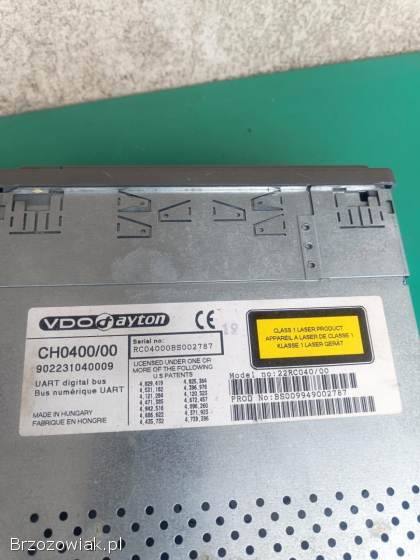 VDO dayton
CE
19
CH0400/00
902231040009
UART digital bus
Bus numérique UART
MADE IN HUNGARY
FABRIQUÉ EN HONGRIE
Serial no:
RC04000BS002787
LICENSED UNDER ONE OR
MORE OF THE FOLLOWING
U.S PATENTS
CLASS 1 LASER PRODUCT
APPAREIL A LASER DE CLASSE 1
KLASSE 1 LASER GERÄT
Model no:22RC040/00
PROD No:BS009949002787
Brzozowiak.pl